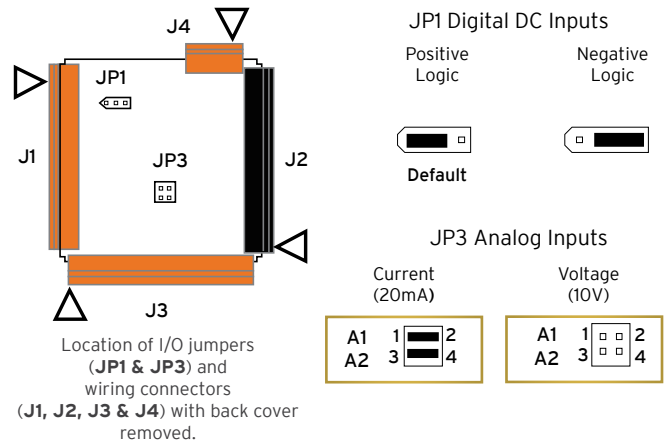 J4
JP1
J1
JP3
J2
J3
Location of I/O jumpers
(JP1 & JP3) and
wiring connectors
(J1, J2, J3 & J4) with back cover
removed.
JP1 Digital DC Inputs
Positive
Logic
Negative
Logic
Default
JP3 Analog Inputs
Current
(20mA)
Voltage
(10V)
A1 1 2
A2 3 4
A1 1 2
A2 3 4